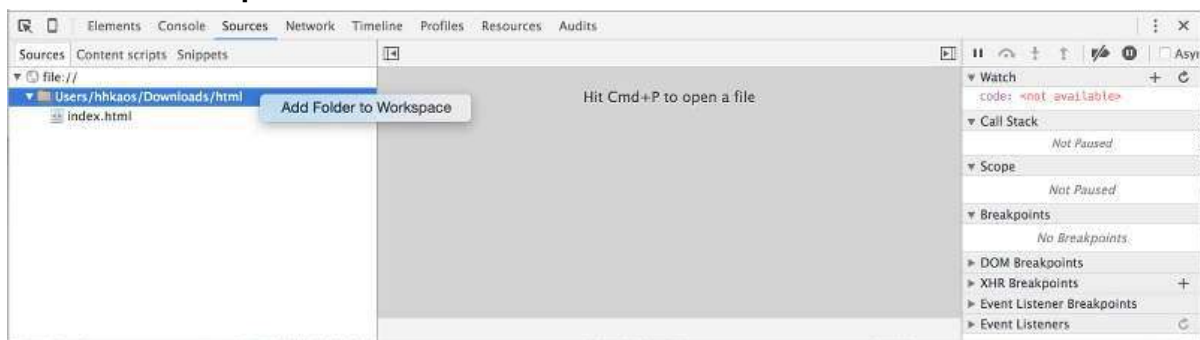 Elements Console Sources Network Timeline Profiles Resources Audits
Sources Content scripts Snippets
file://
Users/hhkaos/Downloads/html
index.html
Add Folder to Workspace
Hit Cmd+P to open a file
Asyn
Watch
code: <not available>
Call Stack
Not Paused
Scope
Not Paused
Breakpoints
No Breakpoints
DOM Breakpoints
XHR Breakpoints
Event Listener Breakpoints
Event Listeners